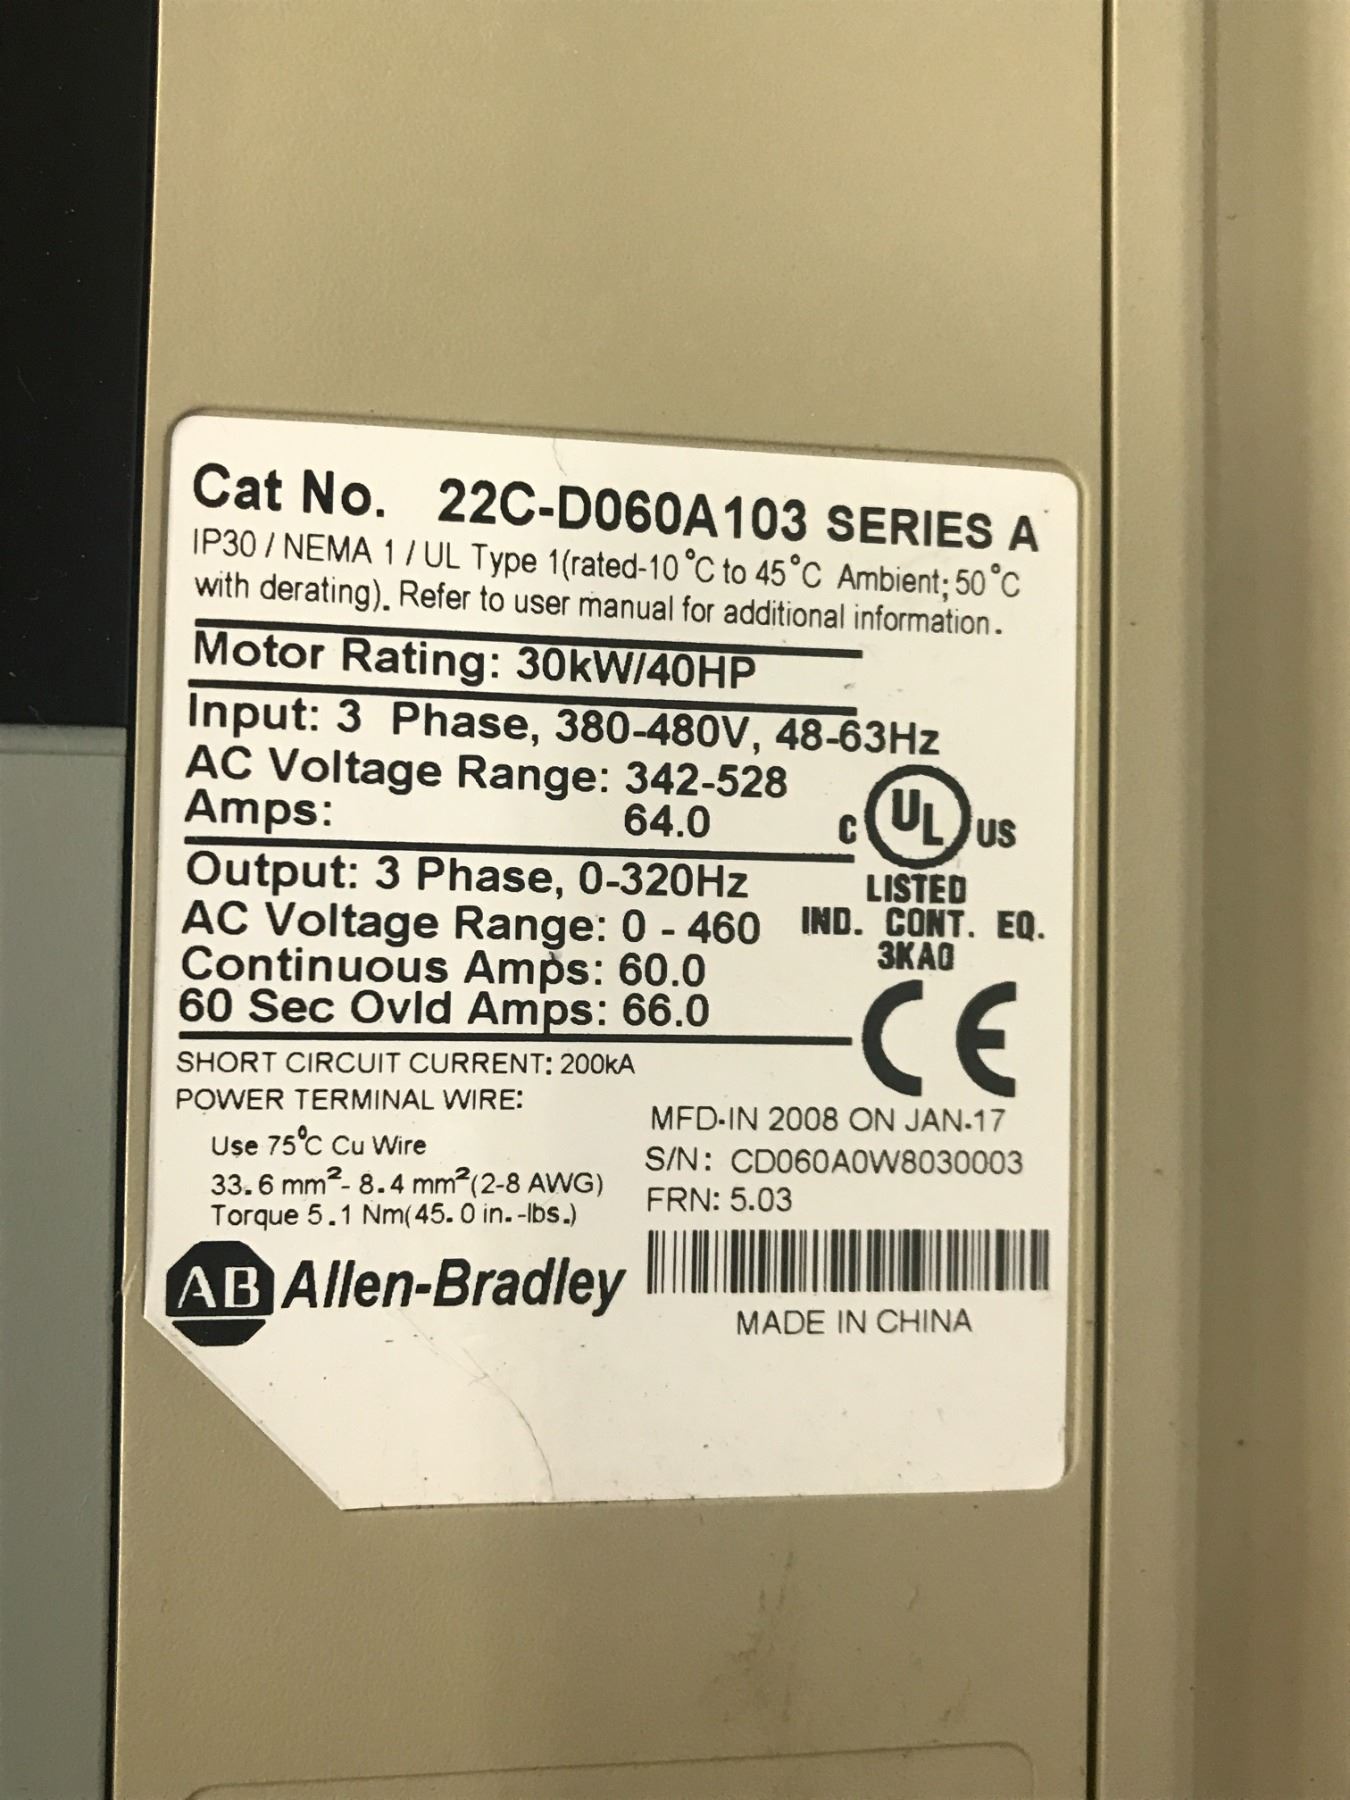 Cat No. 22C-D060A103 SERIES A
IP30 / NEMA 1 / UL Type 1(rated-10°C to 45°C Ambient; 50°C
with derating). Refer to user manual for additional information.
Motor Rating: 30kW/40HP
Input: 3 Phase, 380-480V, 48-63Hz
AC Voltage Range: 342-528
Amps: 64.0
Output: 3 Phase, 0-320Hz
AC Voltage Range: 0 - 460
Continuous Amps: 60.0
60 Sec Ovld Amps: 66.0
C UL US
LISTED
IND. CONT. EQ.
3KAQ
CE
SHORT CIRCUIT CURRENT: 200kA
POWER TERMINAL WIRE:
Use 75°C Cu Wire
33.6 mm²- 8.4 mm²(2-8 AWG)
Torque 5.1 Nm(45.0 in.-lbs.)
MFD-IN 2008 ON JAN-17
S/N: CD060A0W8030003
FRN: 5.03
AB Allen-Bradley
MADE IN CHINA